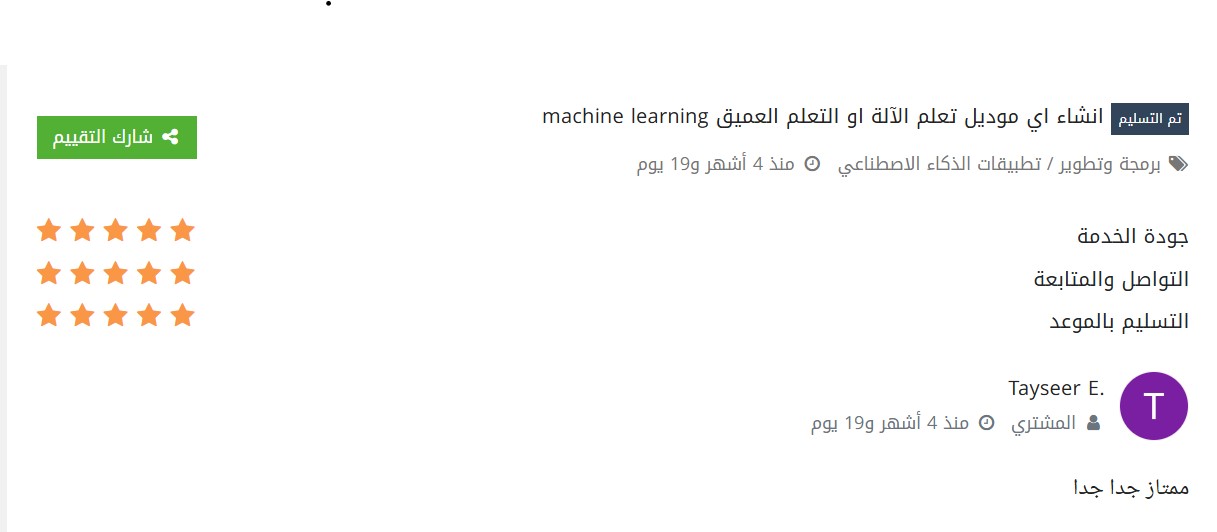 تم التسليم انشاء اي موديل تعلم الآلة او التعلم العميق machine learning
شارك التقييم
برمجة وتطوير / تطبيقات الذكاء الاصطناعي منذ 4 أشهر و19 يوم
جودة الخدمة
التواصل والمتابعة
التسليم بالموعد
T
Tayseer E.
المشتري منذ 4 أشهر و19 يوم
ممتاز جدا جدا